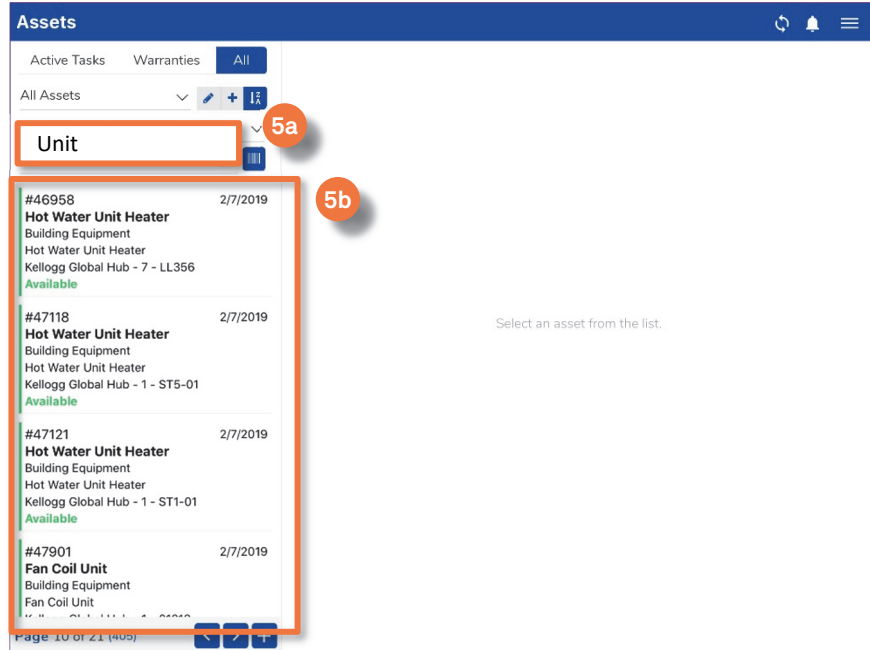 Assets
Active Tasks Warranties All
All Assets
5a
Unit
5b
#46958 2/7/2019
Hot Water Unit Heater
Building Equipment
Hot Water Unit Heater
Kellogg Global Hub - 7 - LL356
Available
#47118 2/7/2019
Hot Water Unit Heater
Building Equipment
Hot Water Unit Heater
Kellogg Global Hub - 1 - ST5-01
Available
Select an asset from the list.
#47121 2/7/2019
Hot Water Unit Heater
Building Equipment
Hot Water Unit Heater
Kellogg Global Hub - 1 - ST1-01
Available
#47901 2/7/2019
Fan Coil Unit
Building Equipment
Fan Coil Unit
Page 10 of 21 (405)